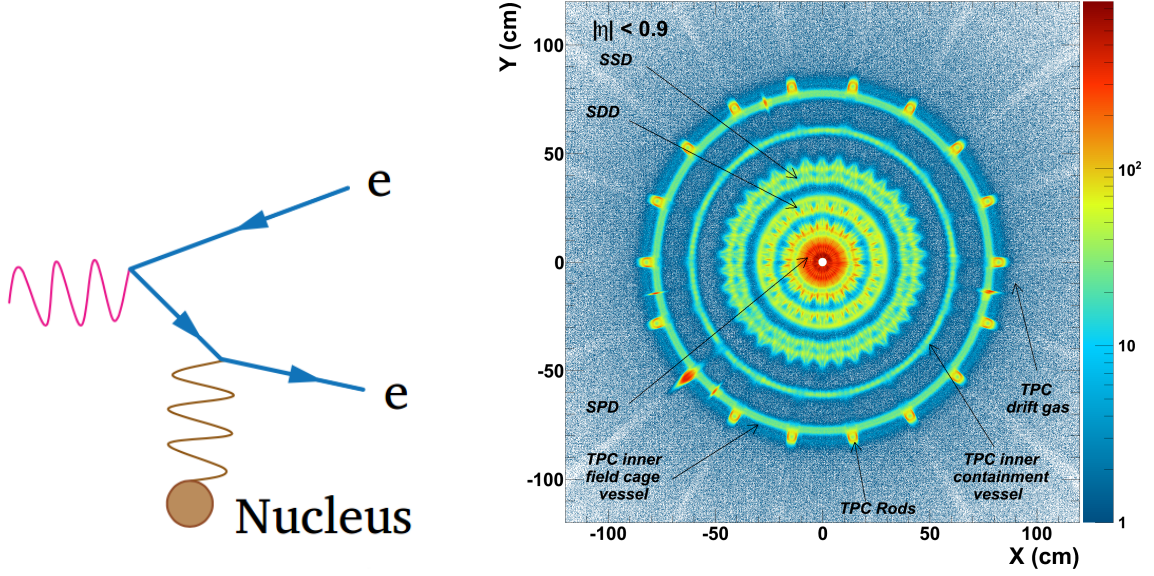 e
e
Nucleus
Y (cm)
|η| < 0.9
SSD
SDD
SPD
TPC inner
field cage
vessel
TPC Rods
TPC inner
containment
vessel
TPC
drift gas
100
50
0
-50
-100
-100
-50
0
50
100
X (cm)
10²
10
1